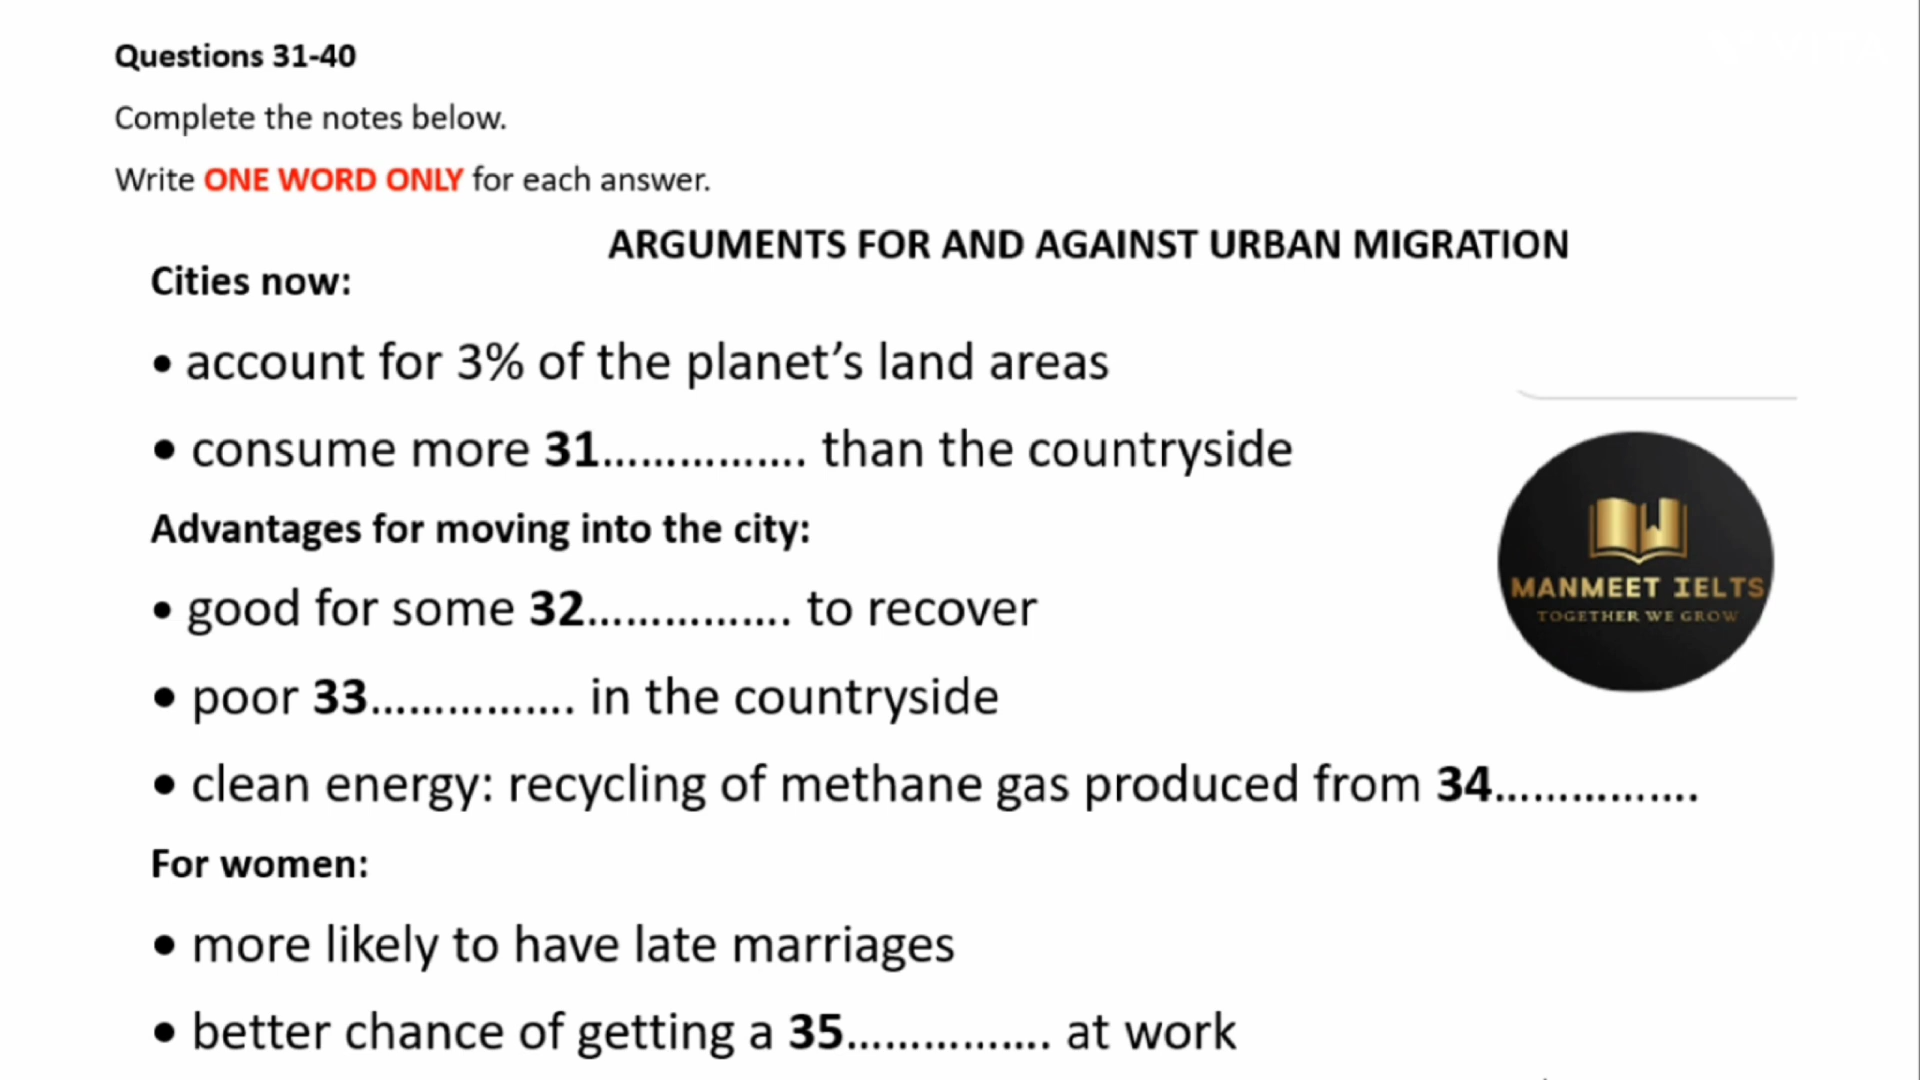 Questions 31-40
Complete the notes below.
Write ONE WORD ONLY for each answer.
ARGUMENTS FOR AND AGAINST URBAN MIGRATION
Cities now:
• account for 3% of the planet’s land areas
• consume more 31................ than the countryside
Advantages for moving into the city:
• good for some 32................ to recover
• poor 33................ in the countryside
• clean energy: recycling of methane gas produced from 34................
For women:
• more likely to have late marriages
• better chance of getting a 35................ at work
MANMEET IELTS
TOGETHER WE GROW